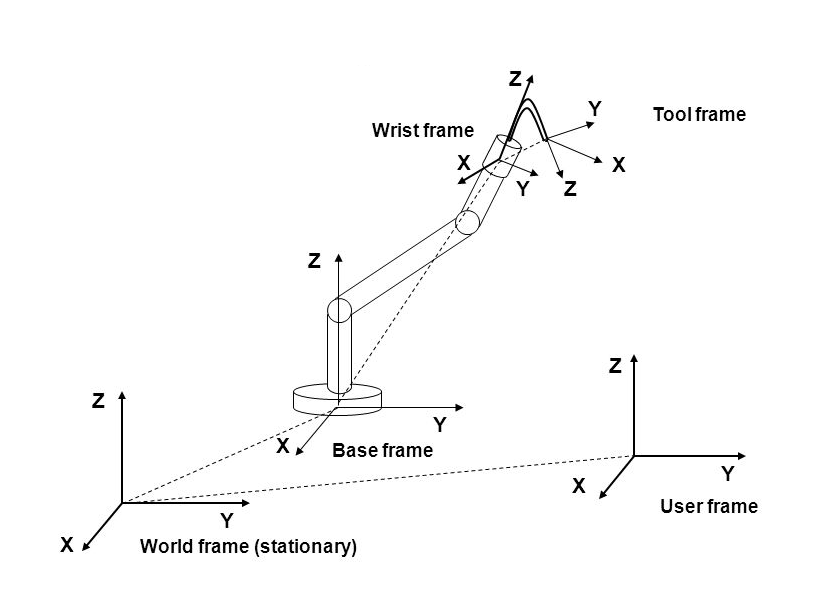 Z
Y
Tool frame
Wrist frame
X
X
Y
Z
Z
Z
Z
Y
X
Base frame
Y
X
User frame
Y
X
World frame (stationary)